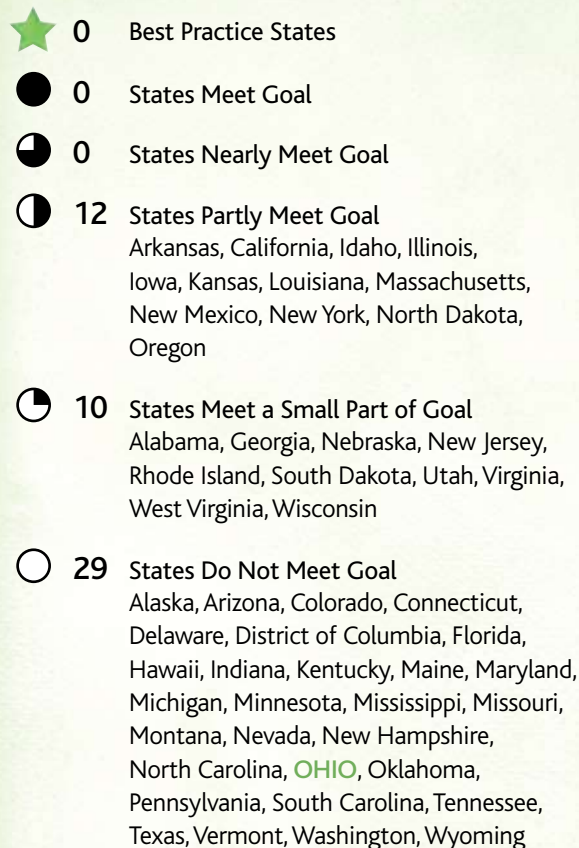 0 Best Practice States
0 States Meet Goal
0 States Nearly Meet Goal
12 States Partly Meet Goal
Arkansas, California, Idaho, Illinois,
Iowa, Kansas, Louisiana, Massachusetts,
New Mexico, New York, North Dakota,
Oregon
10 States Meet a Small Part of Goal
Alabama, Georgia, Nebraska, New Jersey,
Rhode Island, South Dakota, Utah, Virginia,
West Virginia, Wisconsin
29 States Do Not Meet Goal
Alaska, Arizona, Colorado, Connecticut,
Delaware, District of Columbia, Florida,
Hawaii, Indiana, Kentucky, Maine, Maryland,
Michigan, Minnesota, Mississippi, Missouri,
Montana, Nevada, New Hampshire,
North Carolina, OHIO, Oklahoma,
Pennsylvania, South Carolina, Tennessee,
Texas, Vermont, Washington, Wyoming